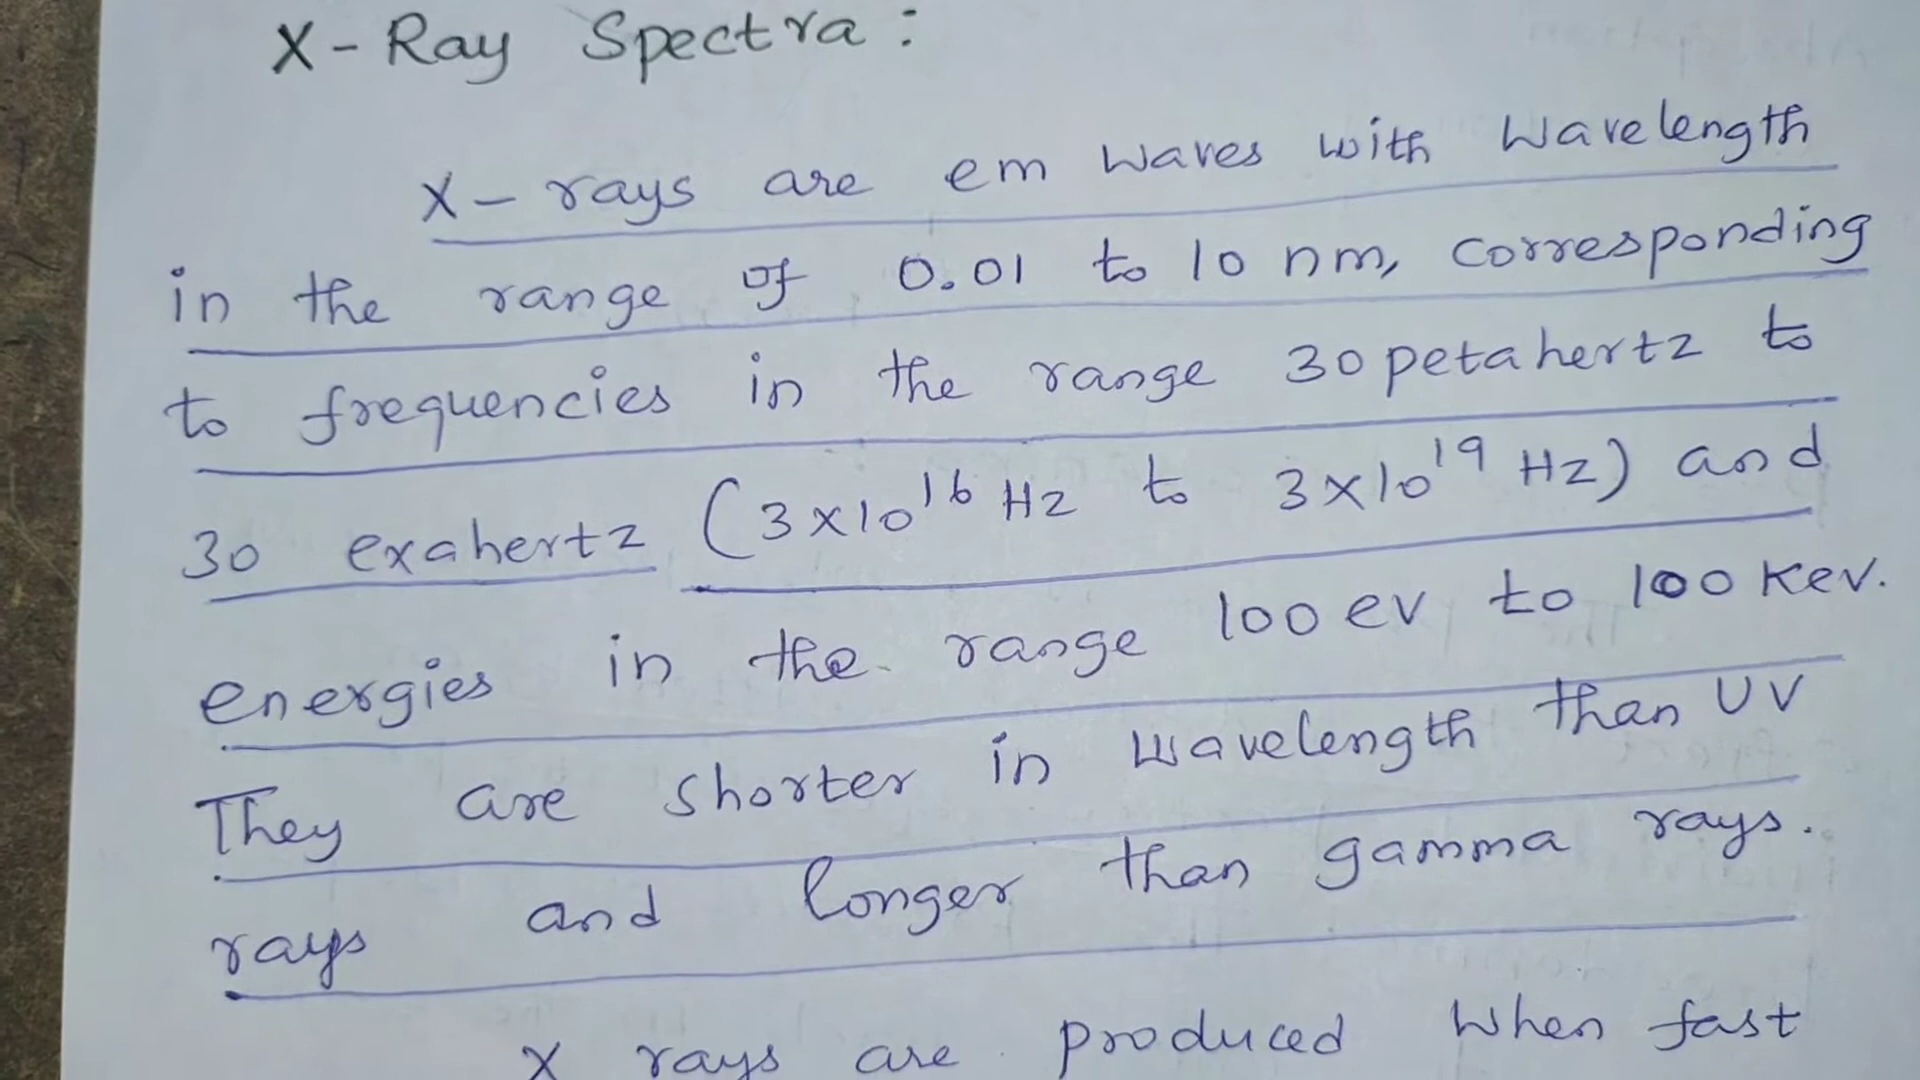 X-Ray Spectra:
X-rays are em waves with wavelength
in the range of 0.01 to 10 nm, corresponding
to frequencies in the range 30 petahertz to
30 exahertz (3×10¹⁶ Hz to 3×10¹⁹ Hz) and
energies in the range 100 ev to 100 Kev.
They are shorter in wavelength than UV
rays and longer than gamma rays.
X rays are produced when fast